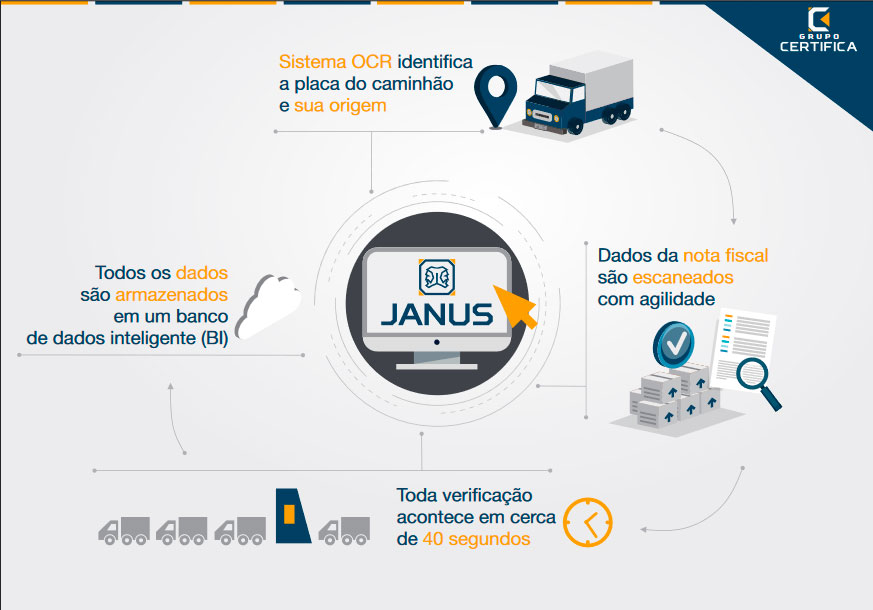 GRUPO
CERTIFICA
Sistema OCR identifica
a placa do caminhão
e sua origem
Dados da nota fiscal
são escaneados
com agilidade
Todos os dados
são armazenados
em um banco
de dados inteligente (BI)
JANUS
Toda verificação
acontece em cerca
de 40 segundos